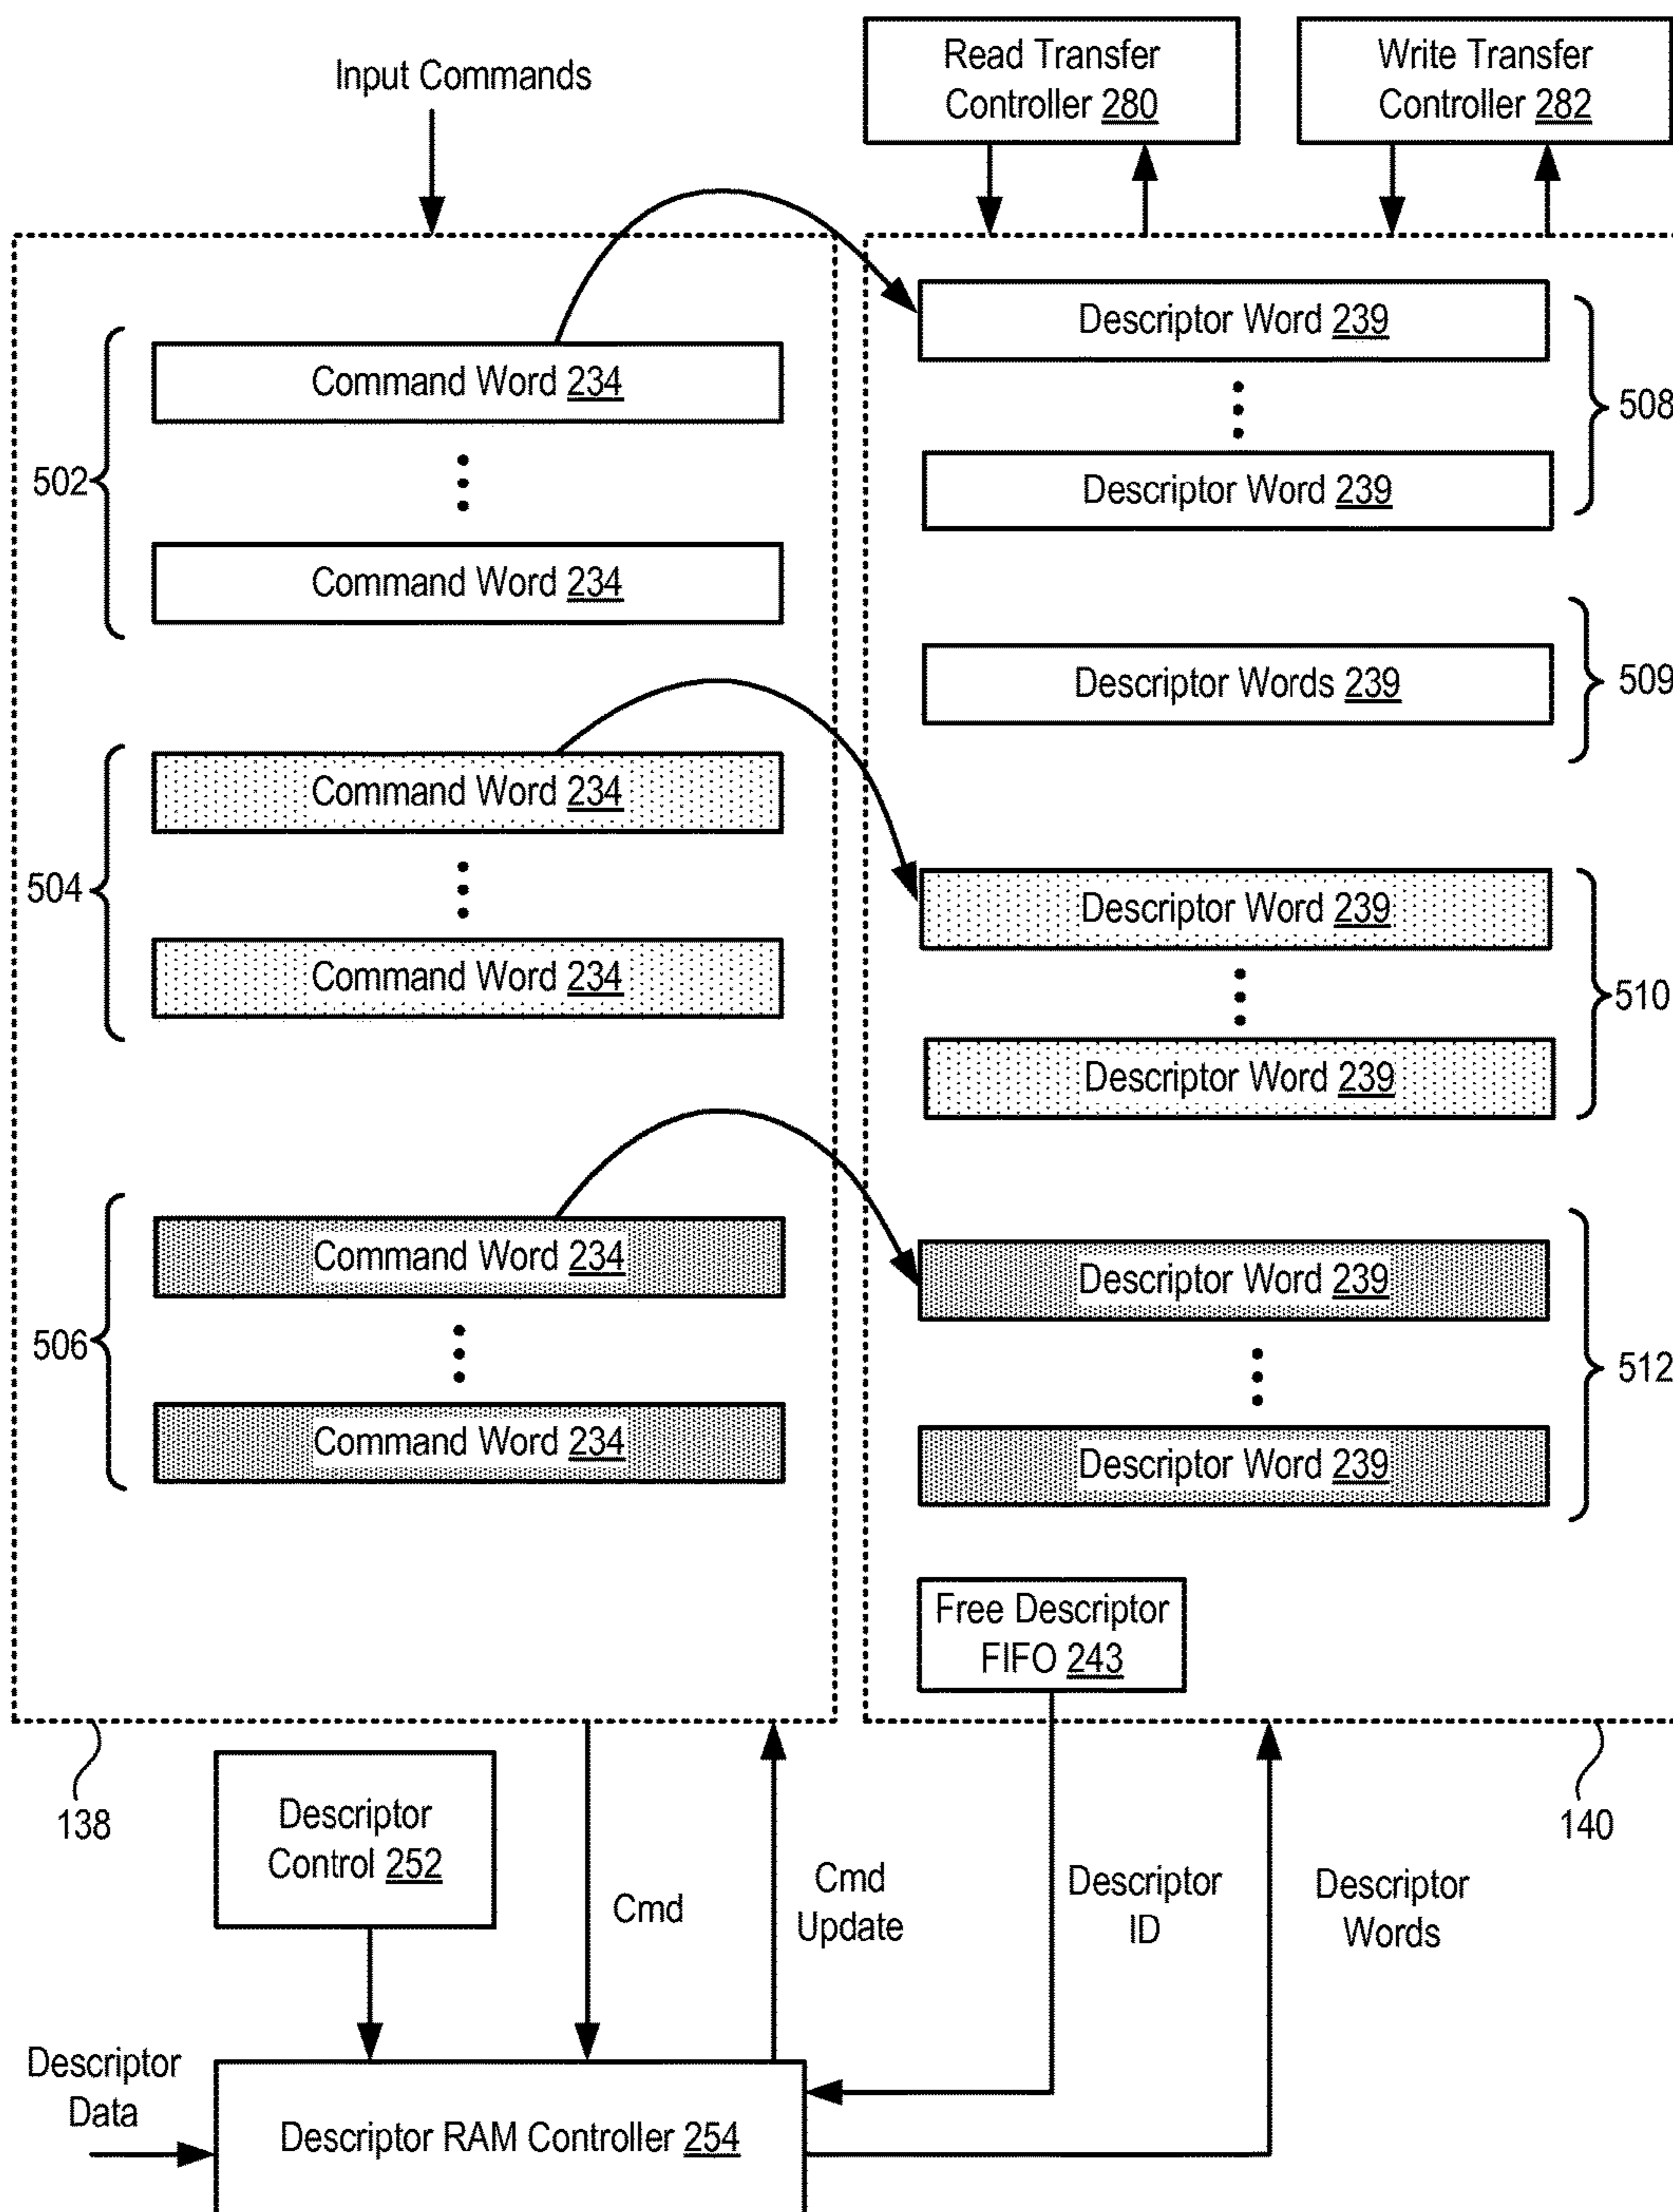 Input Commands
Read Transfer
Controller 280
Write Transfer
Controller 282
502
Command Word 234
Command Word 234
Descriptor Word 239
Descriptor Word 239
508
Descriptor Words 239
509
504
Command Word 234
Command Word 234
Descriptor Word 239
Descriptor Word 239
510
506
Command Word 234
Command Word 234
Descriptor Word 239
Descriptor Word 239
512
Free Descriptor
FIFO 243
138
140
Descriptor
Control 252
Cmd
Cmd
Update
Descriptor
ID
Descriptor
Words
Descriptor
Data
Descriptor RAM Controller 254